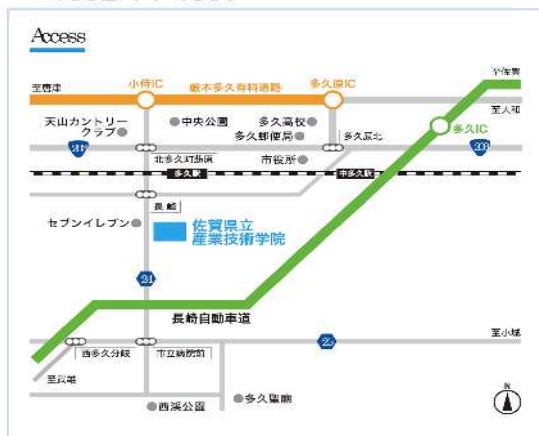 Access
至佐賀
至唐津
小侍IC
厳木多久有料道路
多久原IC
至大和
天山カントリー
クラブ
中央公園
多久高校
多久郵便局
多久原北
多久IC
203
203
北多久町砂原
市役所
多久駅
中多久駅
長崎
セブンイレブン
佐賀県立
産業技術学院
24
長崎自動車道
25
至小城
西多久分岐
市立病院前
至武雄
西渓公園
多久聖廟
N